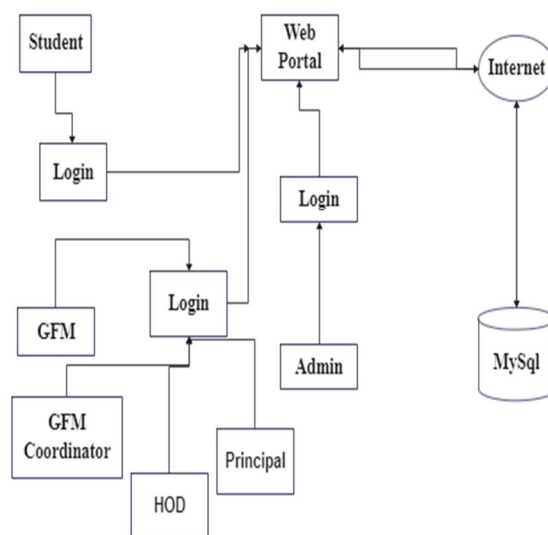 Student
Web
Portal
Internet
Login
Login
Login
GFM
Admin
MySql
GFM
Coordinator
Principal
HOD